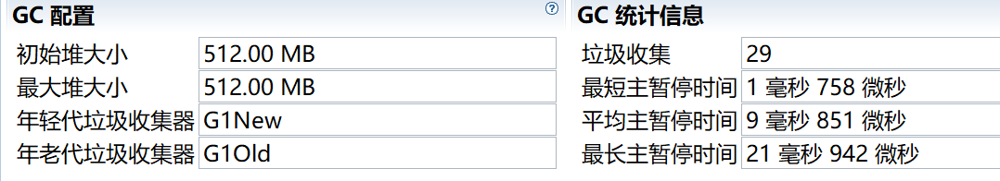 GC 配置
初始堆大小 512.00 MB
最大堆大小 512.00 MB
年轻代垃圾收集器 G1New
年老代垃圾收集器 G1Old
GC 统计信息
垃圾收集 29
最短主暂停时间 1 毫秒 758 微秒
平均主暂停时间 9 毫秒 851 微秒
最长主暂停时间 21 毫秒 942 微秒